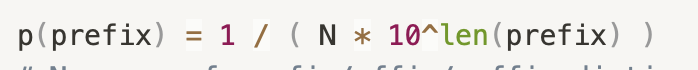 p(prefix) = 1 / ( N * 10^len(prefix) )